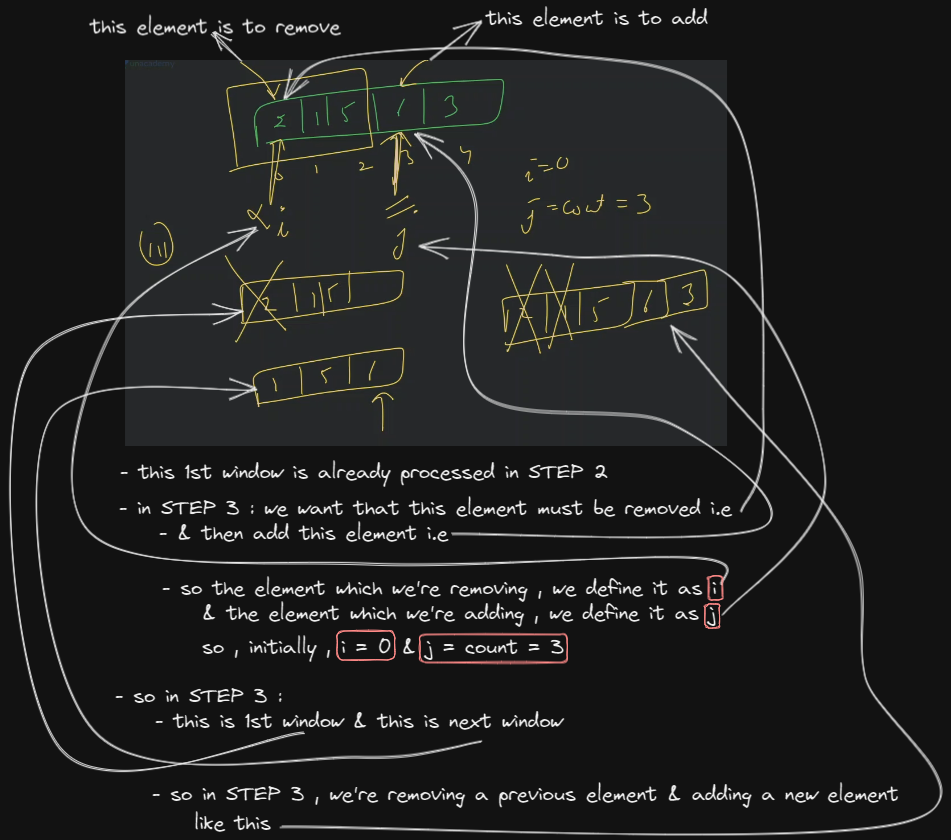 this element is to remove
this element is to add
2 | 1 | 5 | 1 | 3
0 1 2 3 4
i=0
j=count = 3
i
j
(III)
2 | 1 | 5
5 | 6 | 3
1 | 5 | 1
- this 1st window is already processed in STEP 2
- in STEP 3 : we want that this element must be removed i.e
- & then add this element i.e
- so the element which we're removing , we define it as i
& the element which we're adding , we define it as j
so , initially , i = 0 & j = count = 3
- so in STEP 3 :
- this is 1st window & this is next window
- so in STEP 3 , we're removing a previous element & adding a new element
like this